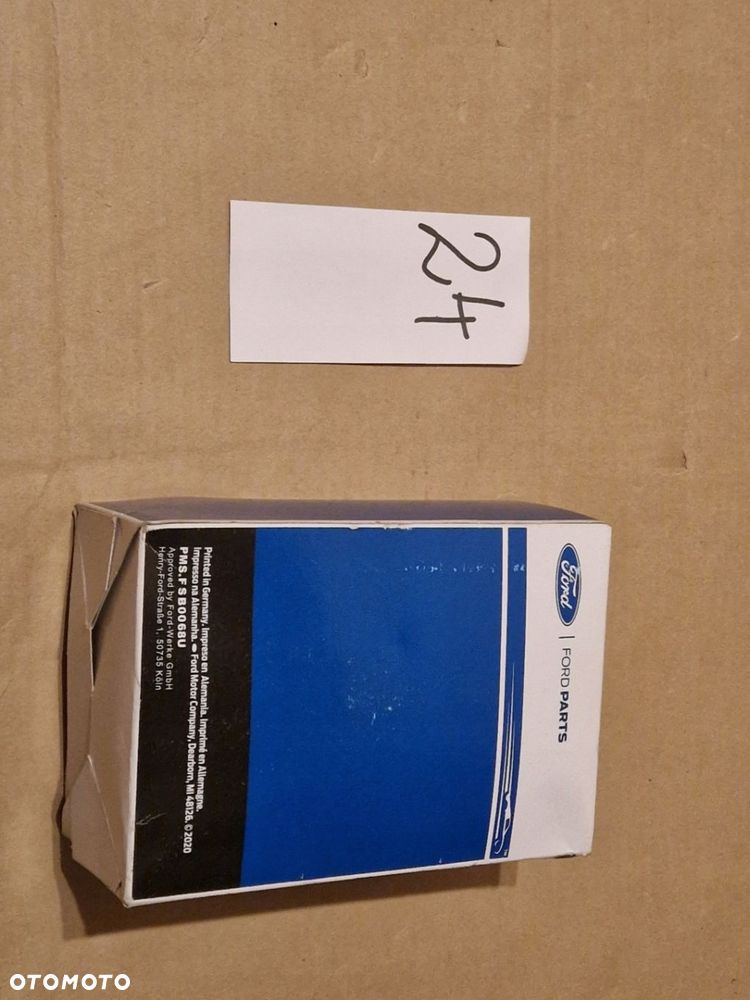 24
Ford
FORD PARTS
Printed in Germany. Impreso en Alemania. Imprimé en Allemagne.
Impresso na Alemanha. Ford Motor Company, Dearborn, MI 48126. © 2020
PMS.F S B0068U
Approved by Ford-Werke GmbH
Henry-Ford-Straße 1, 50735 Köln
OTOMOTO